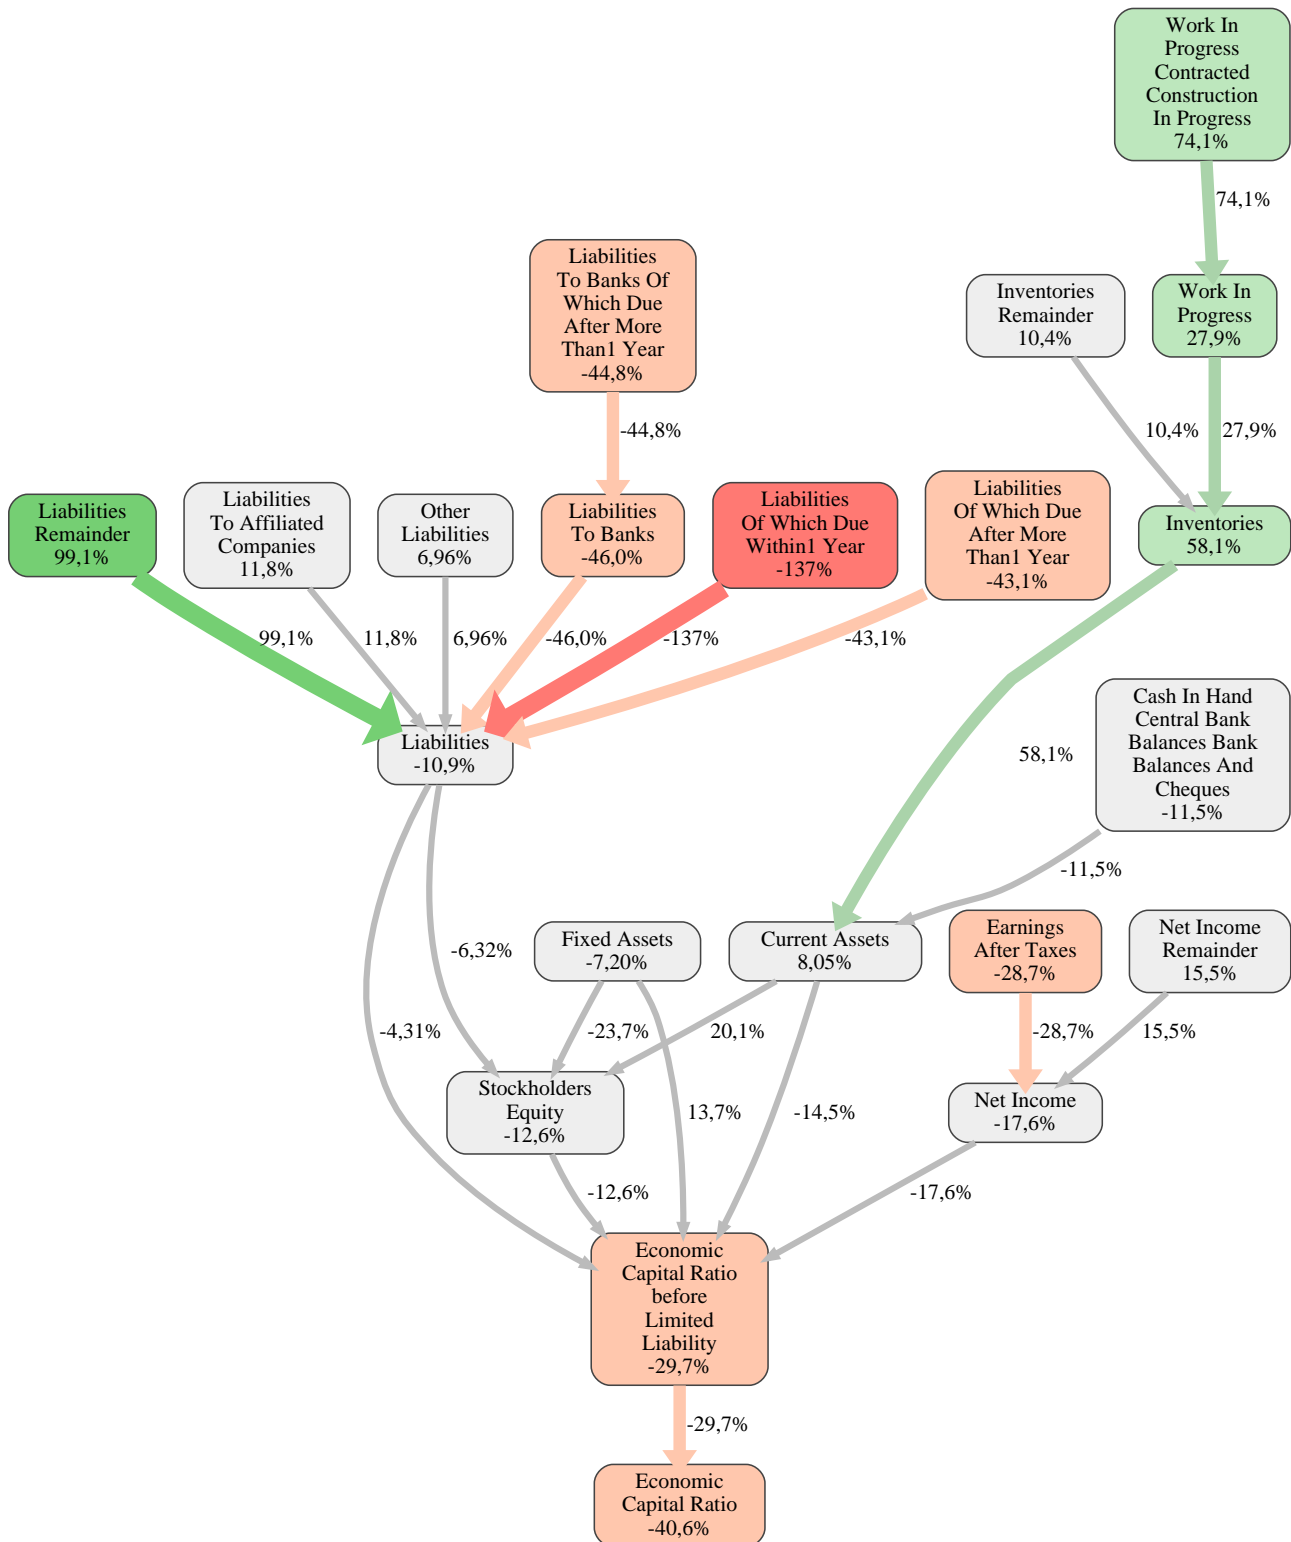 Work In
Progress
Contracted
Construction
In Progress
74,1%
74,1%
Liabilities
To Banks Of
Which Due
After More
Than1 Year
-44,8%
Inventories
Remainder
10,4%
Work In
Progress
27,9%
-44,8%
10,4%
27,9%
Liabilities
Remainder
99,1%
Liabilities
To Affiliated
Companies
11,8%
Other
Liabilities
6,96%
Liabilities
To Banks
-46,0%
Liabilities
Of Which Due
Within1 Year
-137%
Liabilities
Of Which Due
After More
Than1 Year
-43,1%
Inventories
58,1%
99,1%
11,8%
6,96%
-46,0%
-137%
-43,1%
Liabilities
-10,9%
58,1%
Cash In Hand
Central Bank
Balances Bank
Balances And
Cheques
-11,5%
-11,5%
Fixed Assets
-7,20%
Current Assets
8,05%
Earnings
After Taxes
-28,7%
Net Income
Remainder
15,5%
-6,32%
-4,31%
-23,7%
20,1%
-28,7%
15,5%
Stockholders
Equity
-12,6%
13,7%
-14,5%
Net Income
-17,6%
-12,6%
-17,6%
Economic
Capital Ratio
before
Limited
Liability
-29,7%
-29,7%
Economic
Capital Ratio
-40,6%